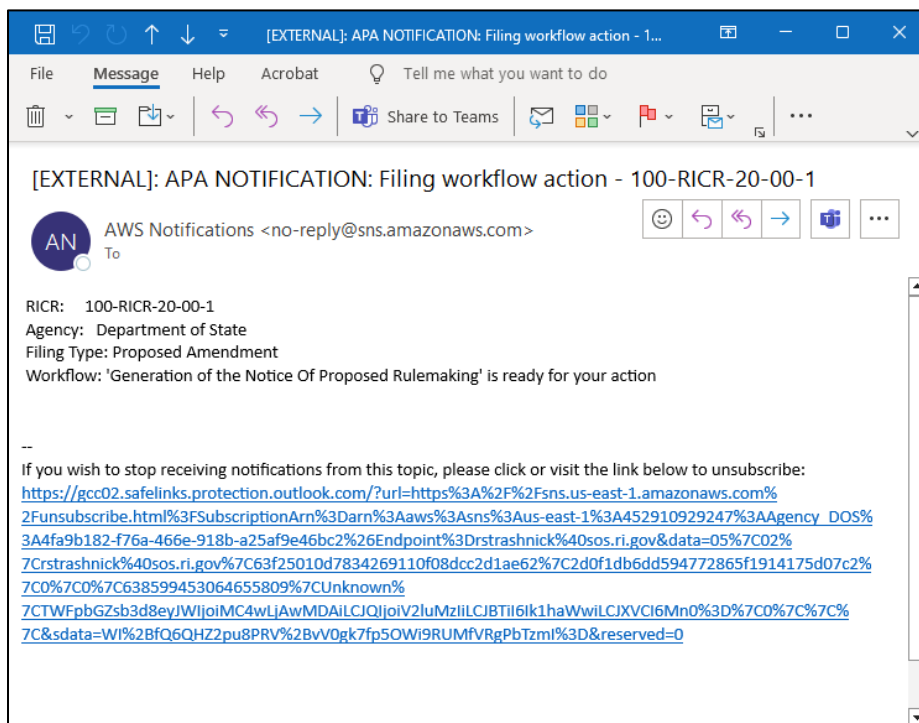 [EXTERNAL]: APA NOTIFICATION: Filing workflow action - 1...
File Message Help Acrobat Tell me what you want to do
Share to Teams
[EXTERNAL]: APA NOTIFICATION: Filing workflow action - 100-RICR-20-00-1
AN
AWS Notifications <no-reply@sns.amazonaws.com>
To
RICR: 100-RICR-20-00-1
Agency: Department of State
Filing Type: Proposed Amendment
Workflow: 'Generation of the Notice Of Proposed Rulemaking' is ready for your action
--
If you wish to stop receiving notifications from this topic, please click or visit the link below to unsubscribe:
https://gcc02.safelinks.protection.outlook.com/?url=https%3A%2F%2Fsns.us-east-1.amazonaws.com%
2Funsubscribe.html%3FSubscriptionArn%3Darn%3Aaws%3Asns%3Aus-east-1%3A452910929247%3AAgency_DOS%
3A4fa9b182-f76a-466e-918b-a25af9e46bc2%26Endpoint%3Drstrashnick%40sos.ri.gov&data=05%7C02%
7Crstrashnick%40sos.ri.gov%7C63f25010d7834269110f08dcc2d1ae62%7C2d0f1db6dd594772865f1914175d07c2%
7C0%7C0%7C638599453064655809%7CUnknown%
7CTWFpbGZsb3d8eyJWIjoiMC4wLjAwMDAiLCJQIjoiV2luMzIiLCJBTiI6Ik1haWwiLCJXVCI6Mn0%3D%7C0%7C%7C%
7C&sdata=WI%2BfQ6QHZ2pu8PRV%2BvV0gk7fp5OWi9RUMfVRgPbTzmI%3D&reserved=0